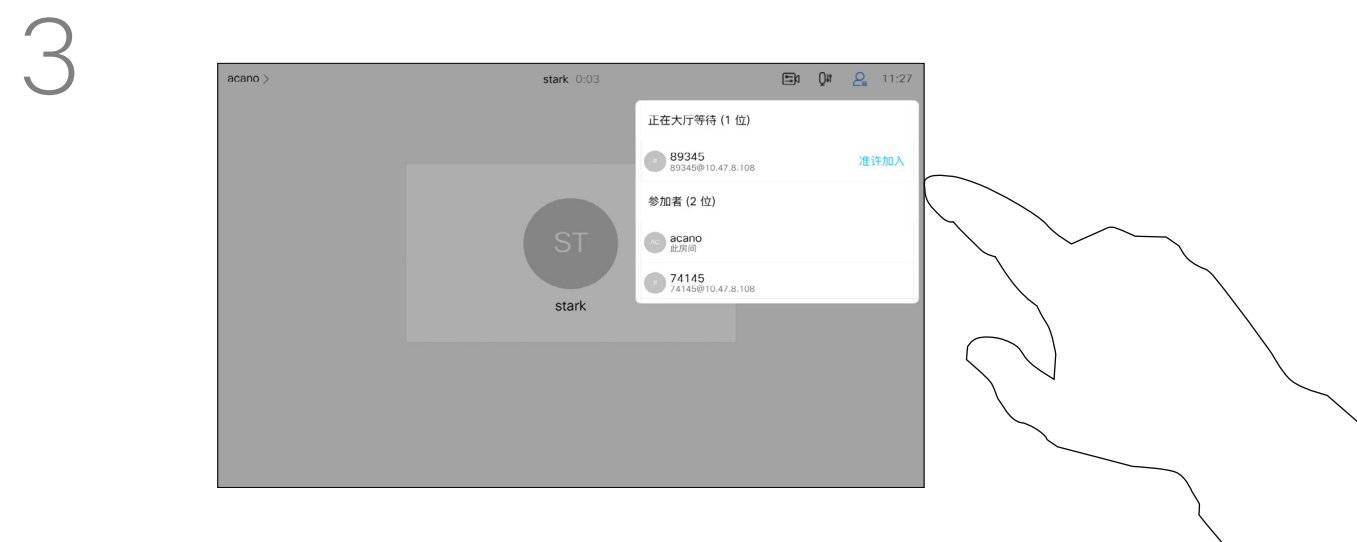 3
acano >
stark 0:03
11:27
正在大厅等待 (1 位)
89345
89345@10.47.8.108
准许加入
参加者 (2 位)
AC
acano
此房间
74145
74145@10.47.8.108
ST
stark